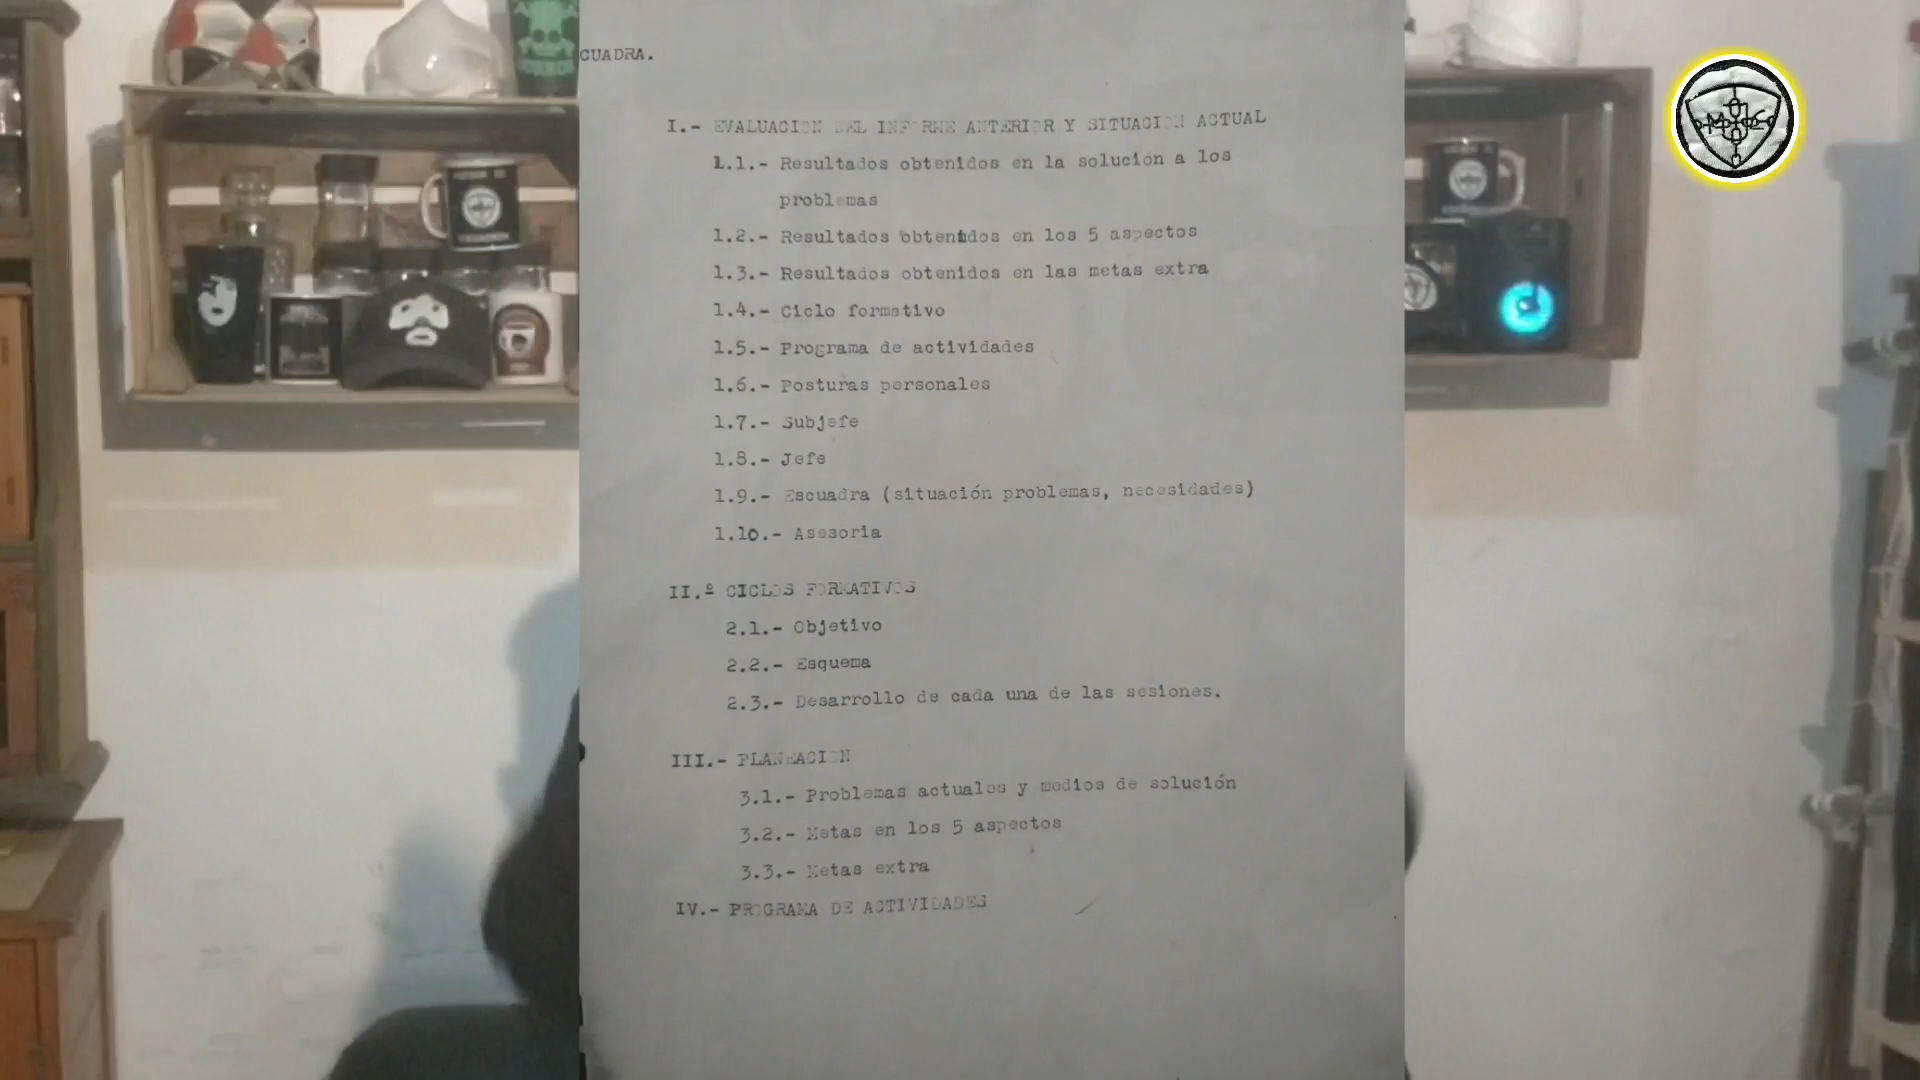 CUADRA.
I.- EVALUACION DEL INFORME ANTERIOR Y SITUACION ACTUAL
1.1.- Resultados obtenidos en la solución a los
problemas
1.2.- Resultados obtenidos en los 5 aspectos
1.3.- Resultados obtenidos en las metas extra
1.4.- Ciclo formativo
1.5.- Programa de actividades
1.6.- Posturas personales
1.7.- Subjefe
1.8.- Jefe
1.9.- Escuadra (situación problemas, necesidades)
1.10.- Asesoria
II.º CICLOS FORMATIVOS
2.1.- Objetivo
2.2.- Esquema
2.3.- Desarrollo de cada una de las sesiones.
III.- PLANEACION
3.1.- Problemas actuales y medios de solución
3.2.- Metas en los 5 aspectos
3.3.- Metas extra
IV.- PROGRAMA DE ACTIVIDADES